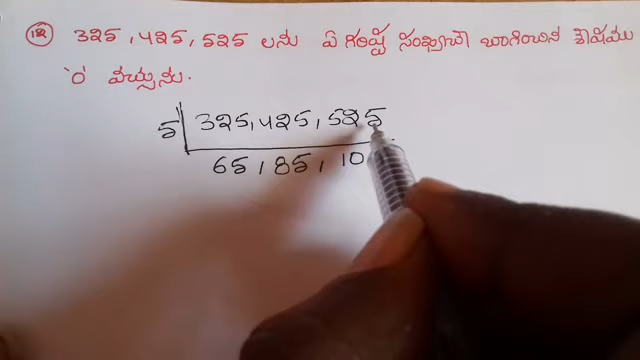 12 325, 425, 525 లను ఏ గరిష్ట సంఖ్యచే బాగించిన శేషము
'0' వచ్చును.
5 325, 425, 525
65, 85, 10